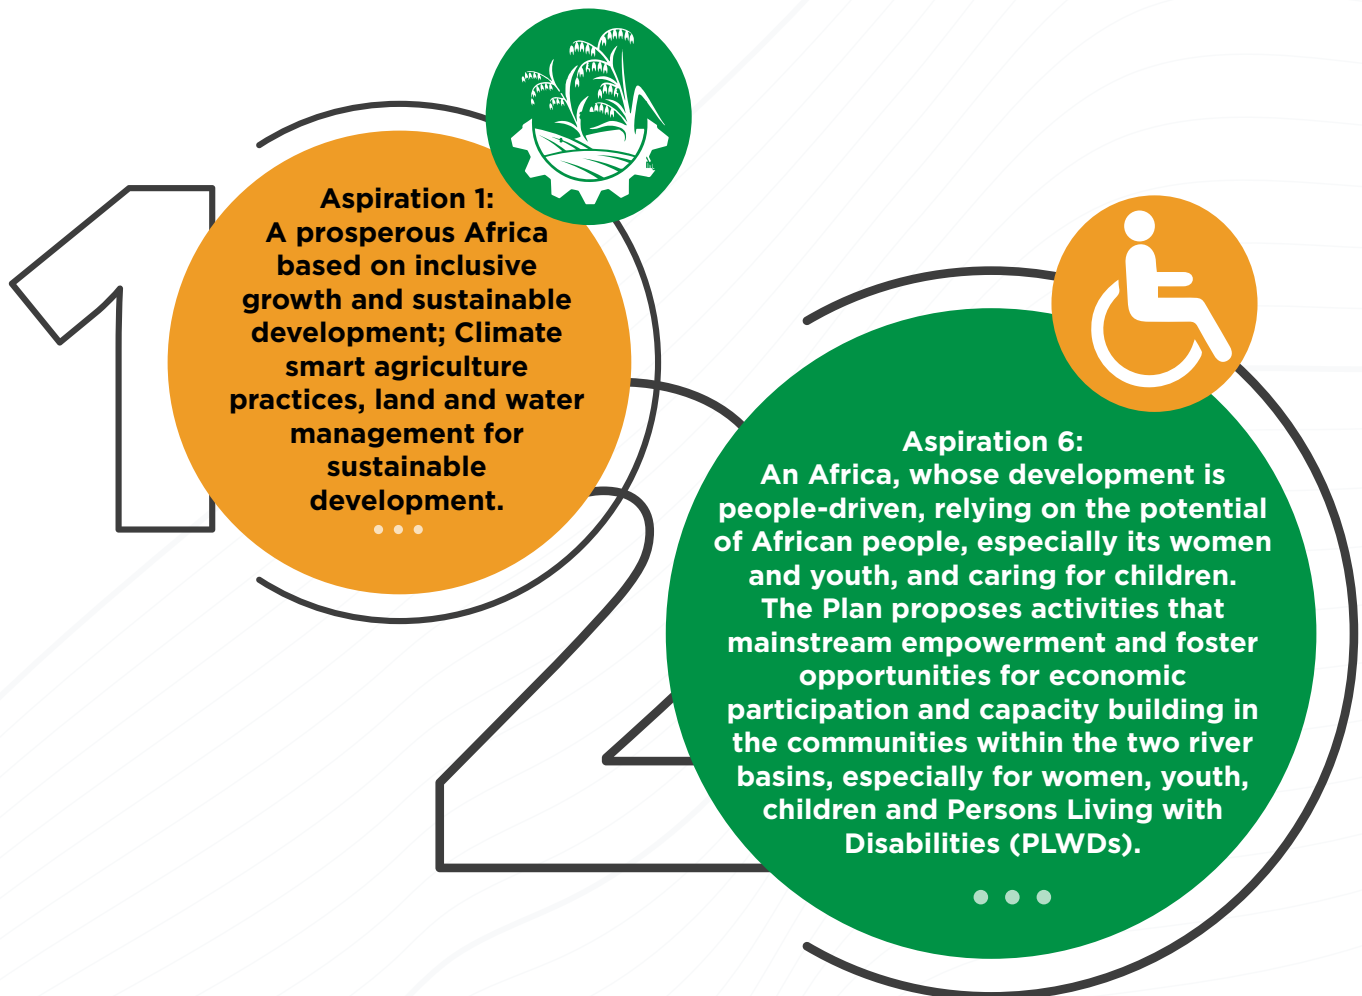 1
Aspiration 1:
A prosperous Africa
based on inclusive
growth and sustainable
development; Climate
smart agriculture
practices, land and water
management for
sustainable
development.
2
Aspiration 6:
An Africa, whose development is
people-driven, relying on the potential
of African people, especially its women
and youth, and caring for children.
The Plan proposes activities that
mainstream empowerment and foster
opportunities for economic
participation and capacity building in
the communities within the two river
basins, especially for women, youth,
children and Persons Living with
Disabilities (PLWDs).